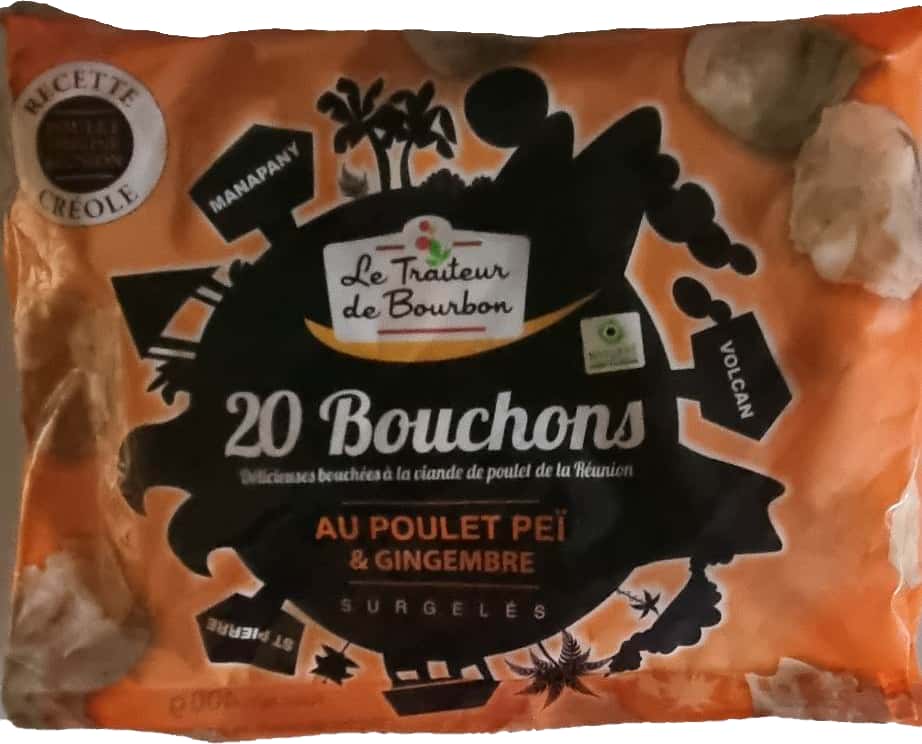 RECETTE
CRÉOLE
MANAPANY
Le Traiteur
de Bourbon
VOLCAN
20 Bouchons
Délicieuses bouchées à la viande de poulet de la Réunion
AU POULET PEÏ
& GINGEMBRE
SURGELÉS
ST PIERRE
400g